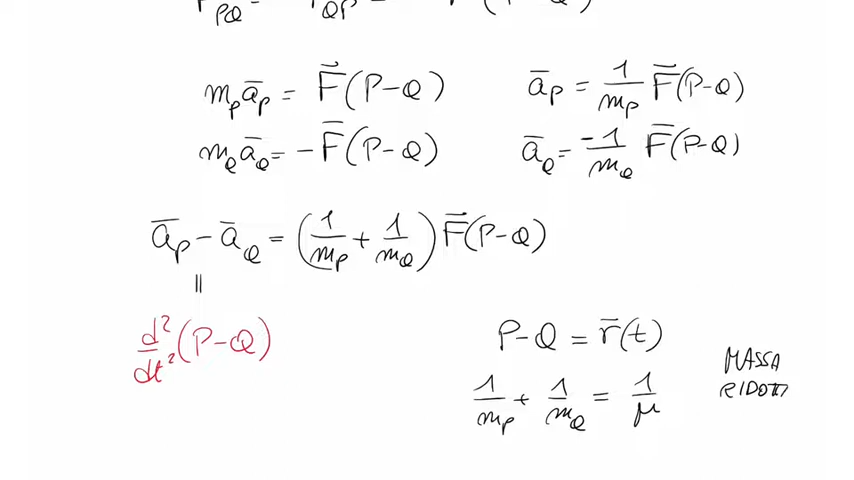 m_P ā_P = F⃗(P-Q)    ā_P = 1/m_P F̄(P-Q)
m_Q ā_Q = -F̄(P-Q)    ā_Q = -1/m_Q F̄(P-Q)
ā_P - ā_Q = (1/m_P + 1/m_Q) F⃗(P-Q)
||
d²/dt² (P-Q)    P-Q = r̄(t)
1/m_P + 1/m_Q = 1/μ
MASSA
RIDOTTA